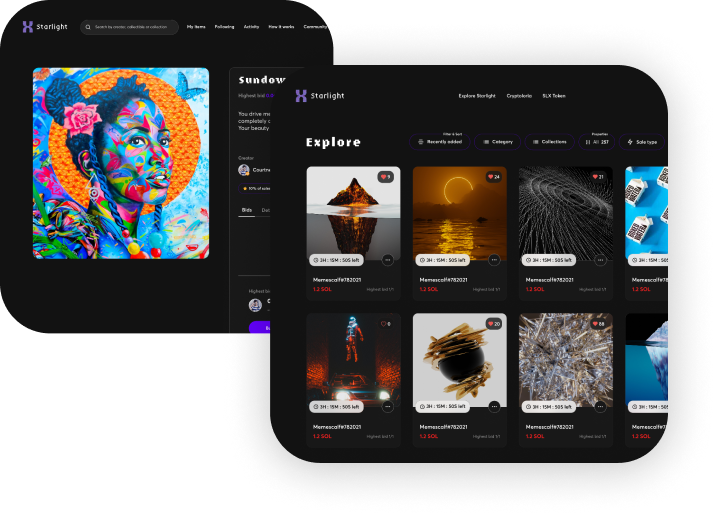 Starlight
Search by creator, collectible or collection
My Items
Following
Activity
How it works
Community
Sundow
Highest bid
You drive me
completely c
Your beauty
Creator
Courtne
10% of sales
Bids
Highest bid
Starlight
Explore Starlight
SLX Token
Explore
Filter & Sort
Recently added
Category
Collections
Properties
All 257
Sale type
9
24
21
3H : 15M : 50S left
3H : 15M : 50S left
3H : 15M : 50S left
3H : 15M : 50S
Memescalf#782021
Memescalf#782021
Memescalf#782021
Memescalf#782021
1.2 SOL
Highest bid 1/1
1.2 SOL
Highest bid 1/1
1.2 SOL
Highest bid 1/1
1.2 SOL
0
20
3H : 15M : 50S left
3H : 15M : 50S left
3H : 15M : 50S left
3H : 15M : 50S
Memescalf#782021
Memescalf#782021
Memescalf#782021
Memescalf#782021
1.2 SOL
Highest bid 1/1
1.2 SOL
Highest bid 1/1
1.2 SOL
Highest bid 1/1
1.2 SOL